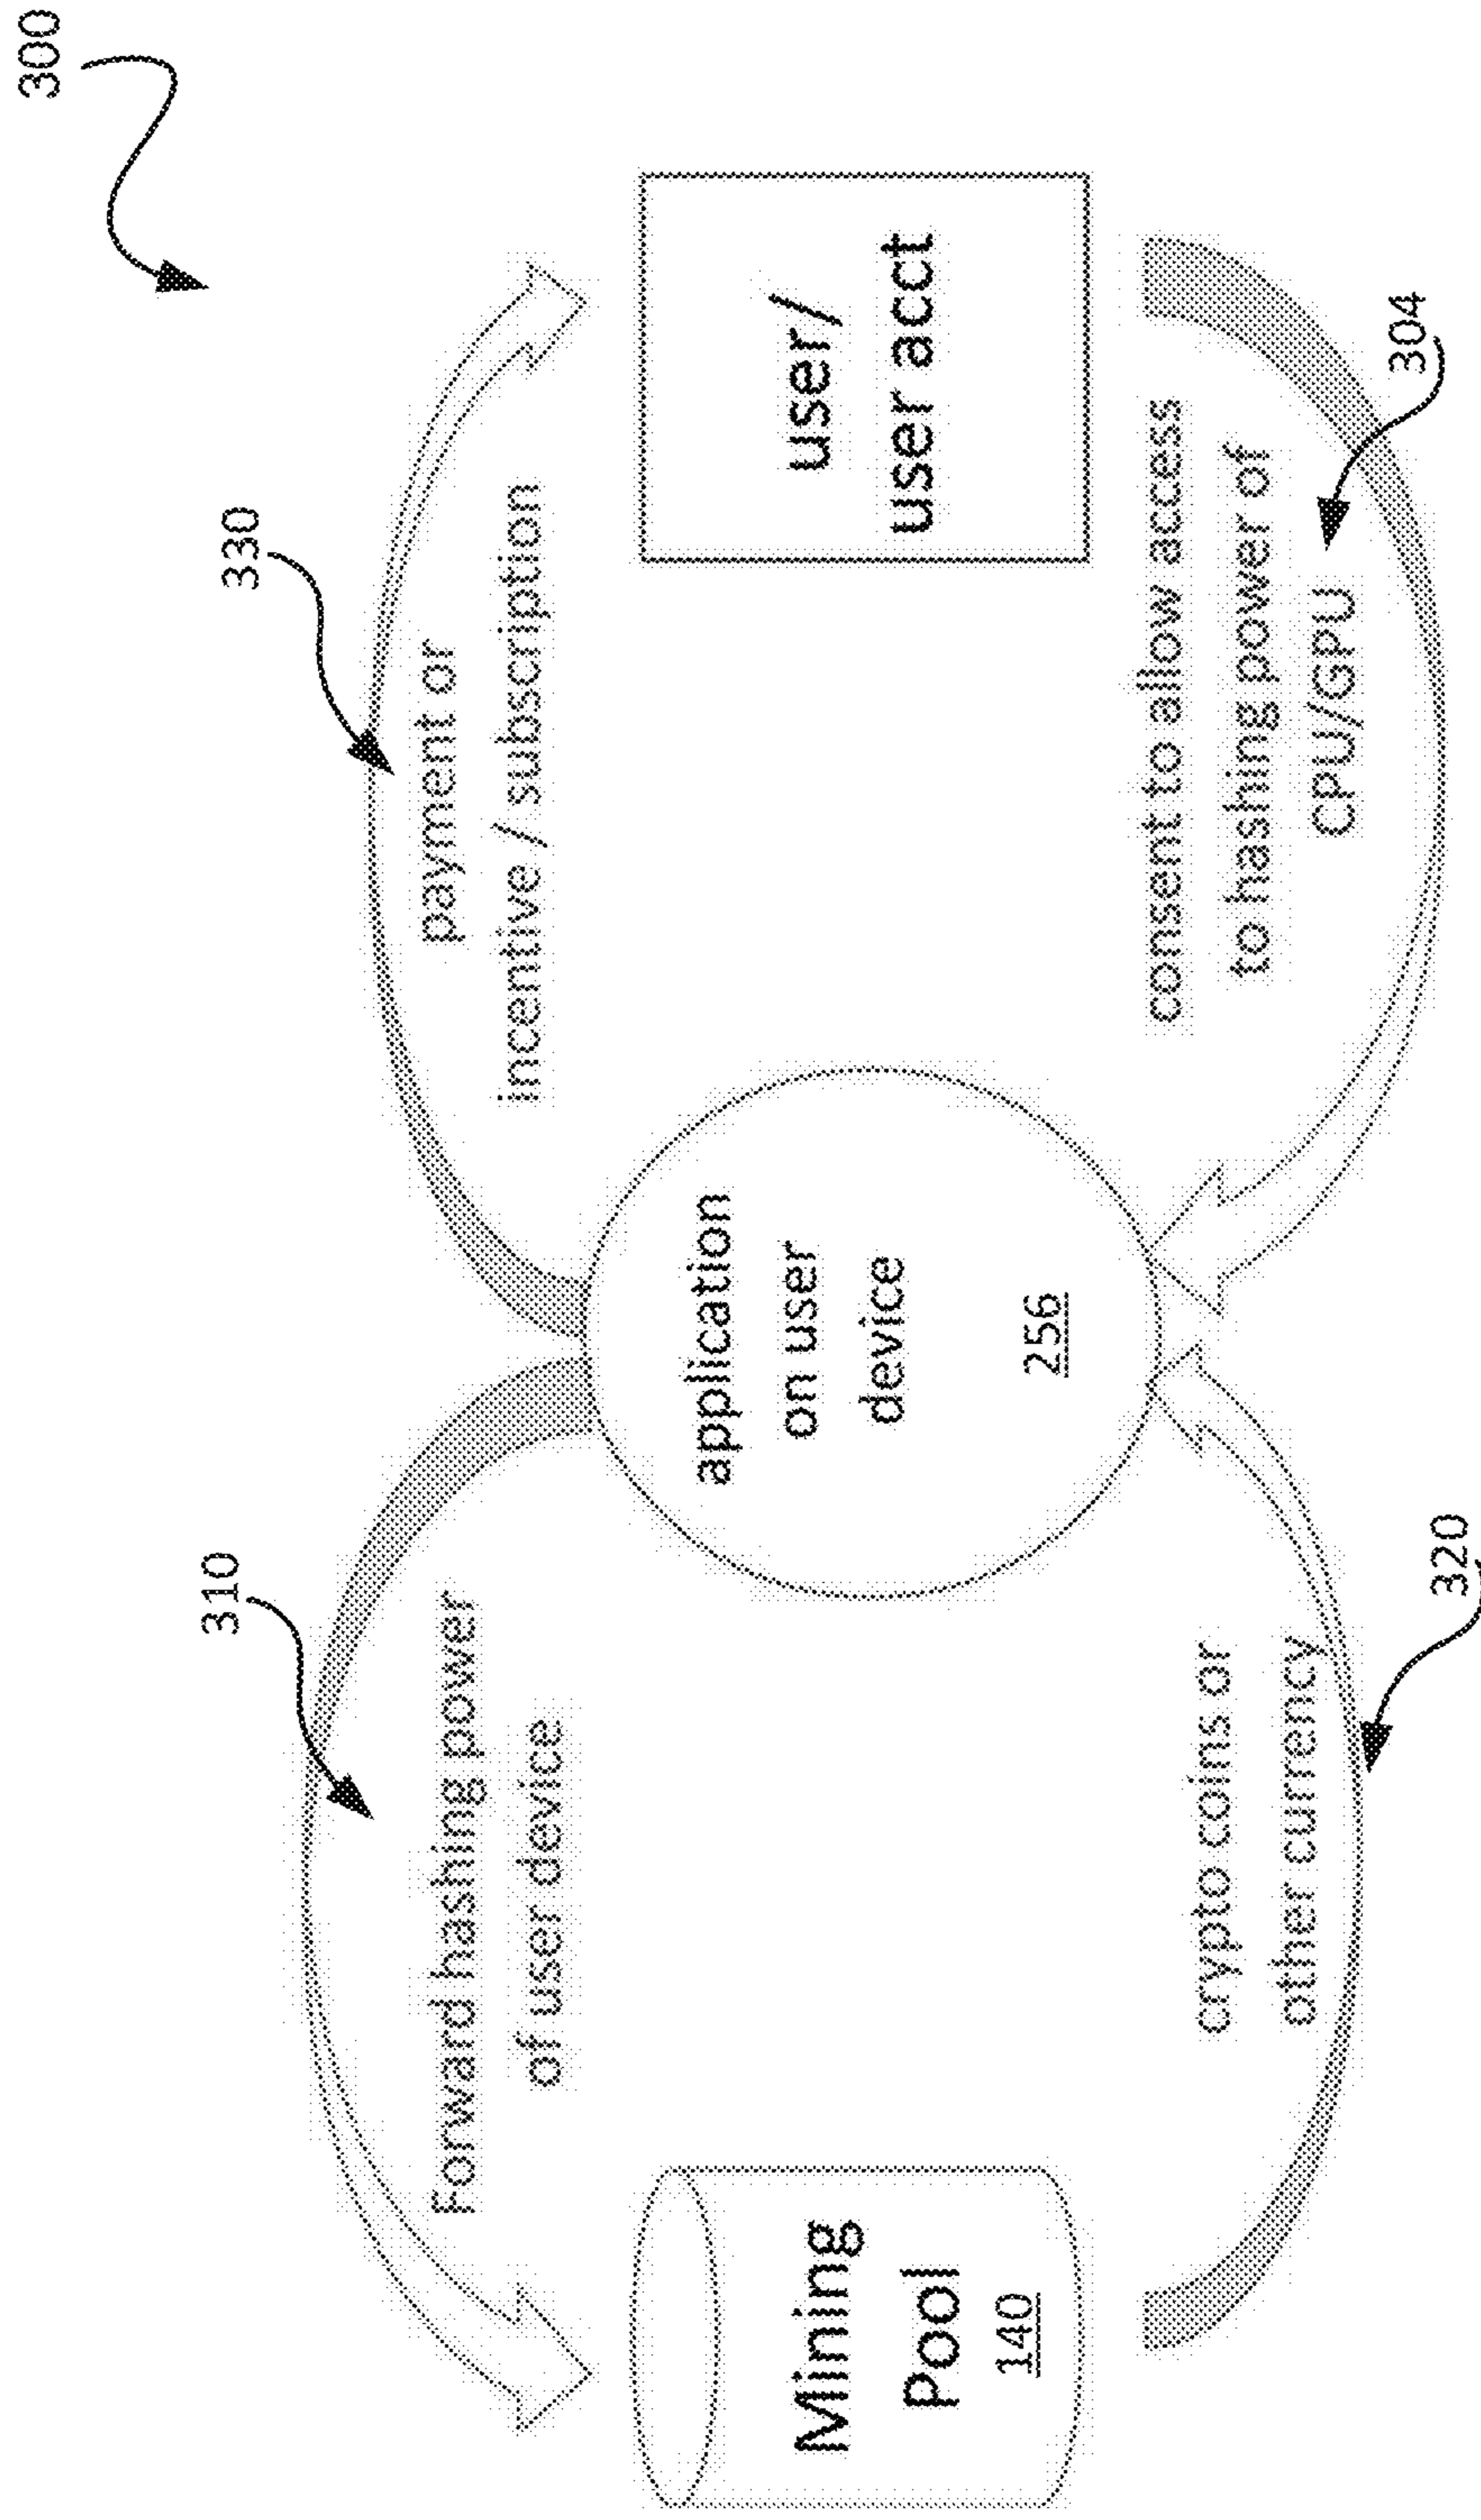 300
310
330
Forward hashing power
of user device
payment or
incentive / subscription
Mining
Pool
140
application
on user
device
256
user/
user acct
crypto coins or
other currency
consent to allow access
to hashing power of
CPU/GPU
320
304